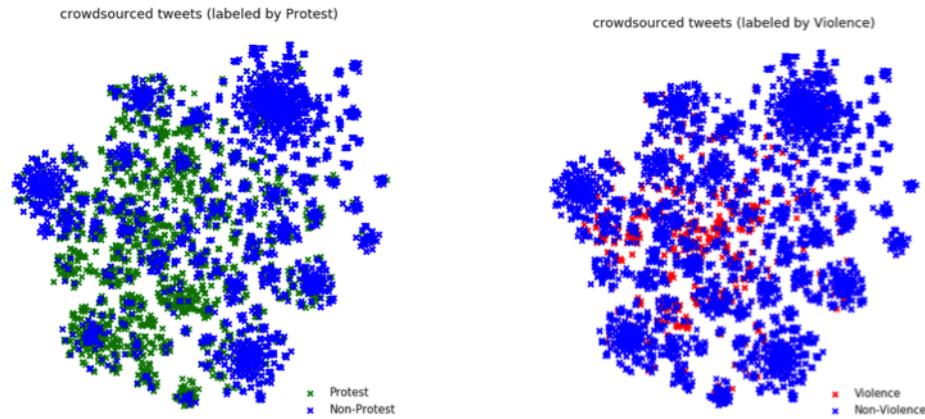 crowdsourced tweets (labeled by Protest)
Protest
Non-Protest
crowdsourced tweets (labeled by Violence)
Violence
Non-Violence